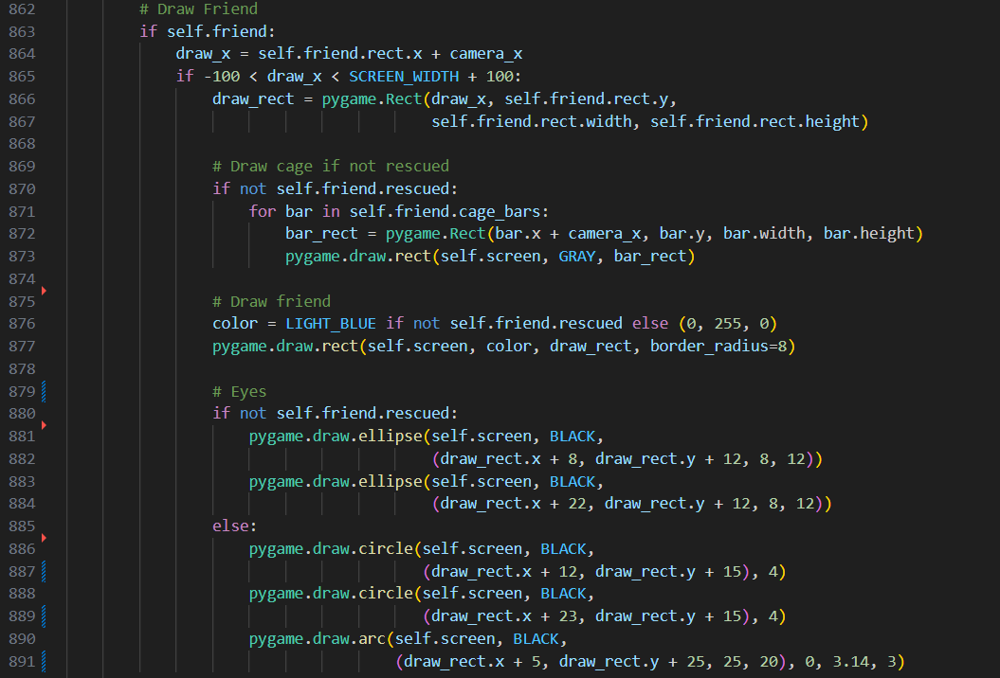 862 # Draw Friend
863 if self.friend:
864 draw_x = self.friend.rect.x + camera_x
865 if -100 < draw_x < SCREEN_WIDTH + 100:
866 draw_rect = pygame.Rect(draw_x, self.friend.rect.y,
867 self.friend.rect.width, self.friend.rect.height)
868
869 # Draw cage if not rescued
870 if not self.friend.rescued:
871 for bar in self.friend.cage_bars:
872 bar_rect = pygame.Rect(bar.x + camera_x, bar.y, bar.width, bar.height)
873 pygame.draw.rect(self.screen, GRAY, bar_rect)
874
875 # Draw friend
876 color = LIGHT_BLUE if not self.friend.rescued else (0, 255, 0)
877 pygame.draw.rect(self.screen, color, draw_rect, border_radius=8)
878
879 # Eyes
880 if not self.friend.rescued:
881 pygame.draw.ellipse(self.screen, BLACK,
882 (draw_rect.x + 8, draw_rect.y + 12, 8, 12))
883 pygame.draw.ellipse(self.screen, BLACK,
884 (draw_rect.x + 22, draw_rect.y + 12, 8, 12))
885 else:
886 pygame.draw.circle(self.screen, BLACK,
887 (draw_rect.x + 12, draw_rect.y + 15), 4)
888 pygame.draw.circle(self.screen, BLACK,
889 (draw_rect.x + 23, draw_rect.y + 15), 4)
890 pygame.draw.arc(self.screen, BLACK,
891 (draw_rect.x + 5, draw_rect.y + 25, 25, 20), 0, 3.14, 3)